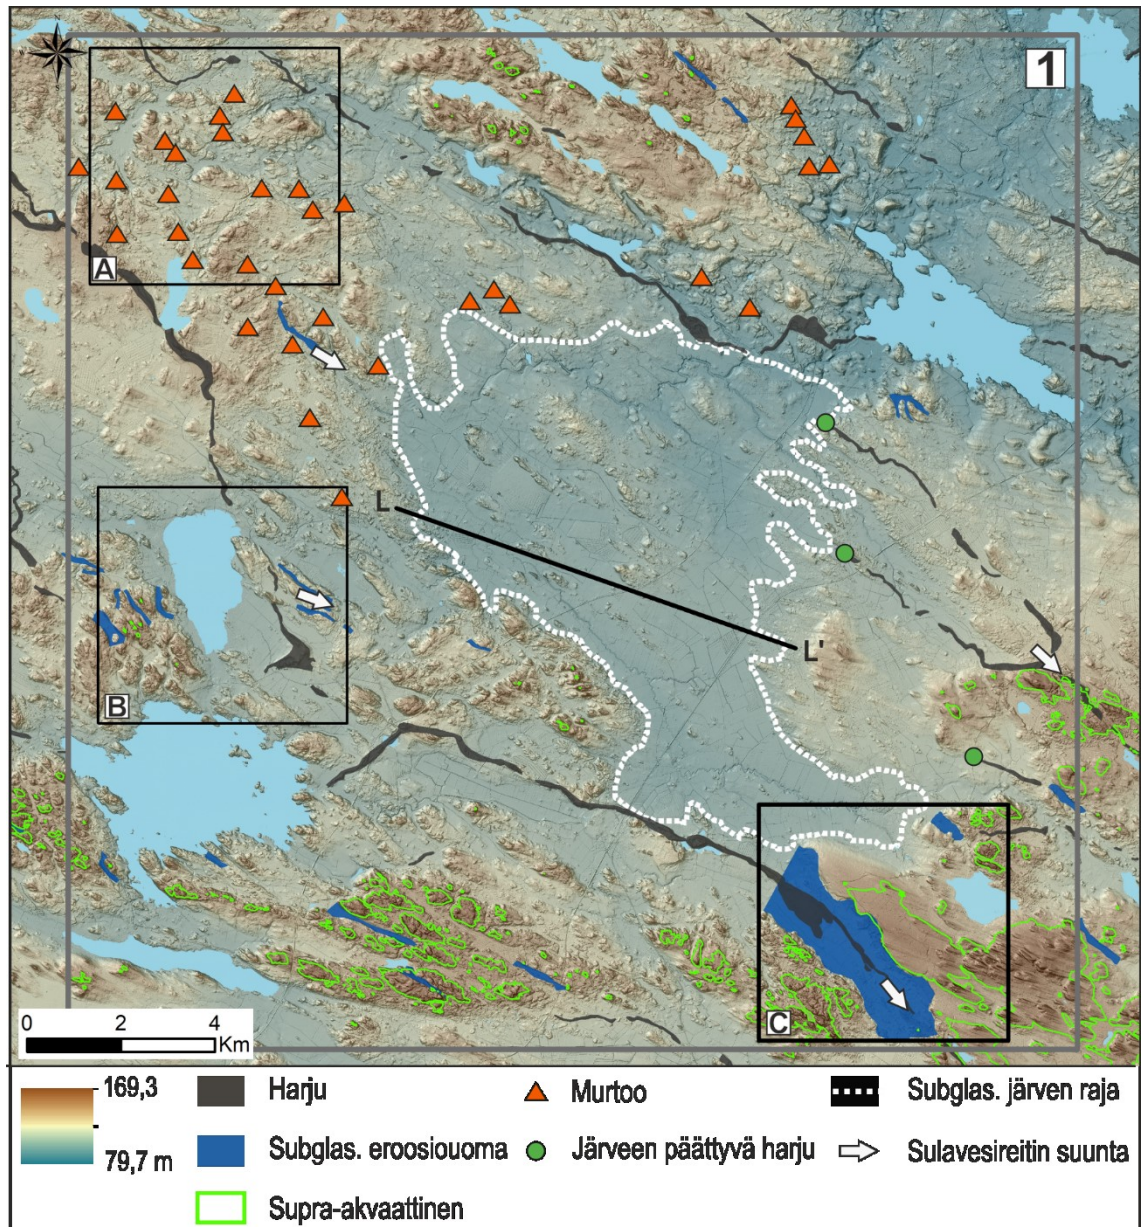 1
A
L
L'
B
C
0 2 4
Km
169,3
79,7 m
Harju
Murtoo
Subglas. järven raja
Subglas. eroosiouoma
Järveen päättyvä harju
Sulavesireitin suunta
Supra-akvaattinen